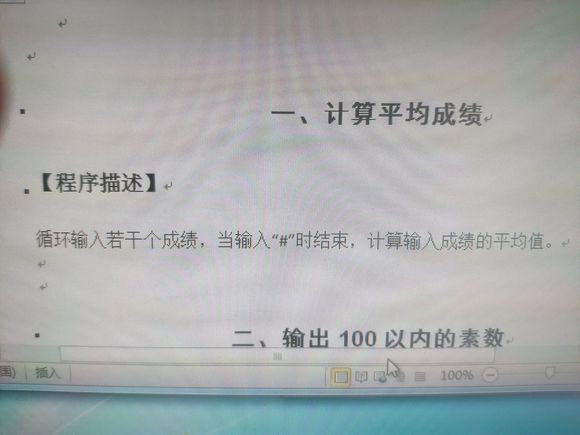 一、计算平均成绩
【程序描述】
循环输入若干个成绩，当输入“#”时结束，计算输入成绩的平均值。
二、输出 100 以内的素数
国) 插入 100%